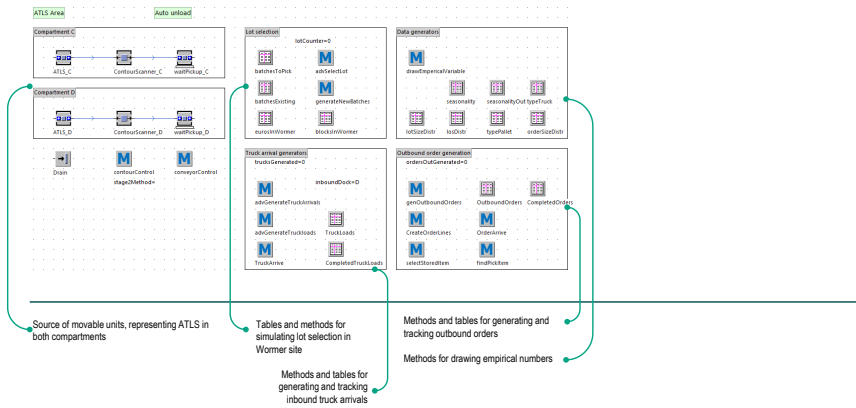 ATLS Area
Auto unload
Compartment C
ATLS_C
ContourScanner_C
waitPickup_C
Compartment D
ATLS_D
ContourScanner_D
waitPickup_D
Drain
contourControl
conveyorControl
stage2Method=
Lot selection
lotCounter=0
batchesToPick
advSelectLot
batchesExisting
generateNewBatches
eurosInWormer
blocksInWormer
Data generators
drawEmpericalVariable
seasonality
seasonalityOut
typeTruck
lotSizeDistr
losDistr
typePallet
orderSizeDistr
Truck arrival generators
trucksGenerated=0
inboundDock=D
advGenerateTruckArrivals
advGenerateTruckloads
TruckLoads
TruckArrive
CompletedTruckLoads
Outbound order generation
ordersOutGenerated=0
genOutboundOrders
OutboundOrders
CompletedOrders
CreateOrderLines
OrderArrive
selectStoredItem
findPickItem
Source of movable units, representing ATLS in
both compartments
Tables and methods for
simulating lot selection in
Wormer site
Methods and tables for
generating and tracking
inbound truck arrivals
Methods and tables for generating and
tracking outbound orders
Methods for drawing empirical numbers